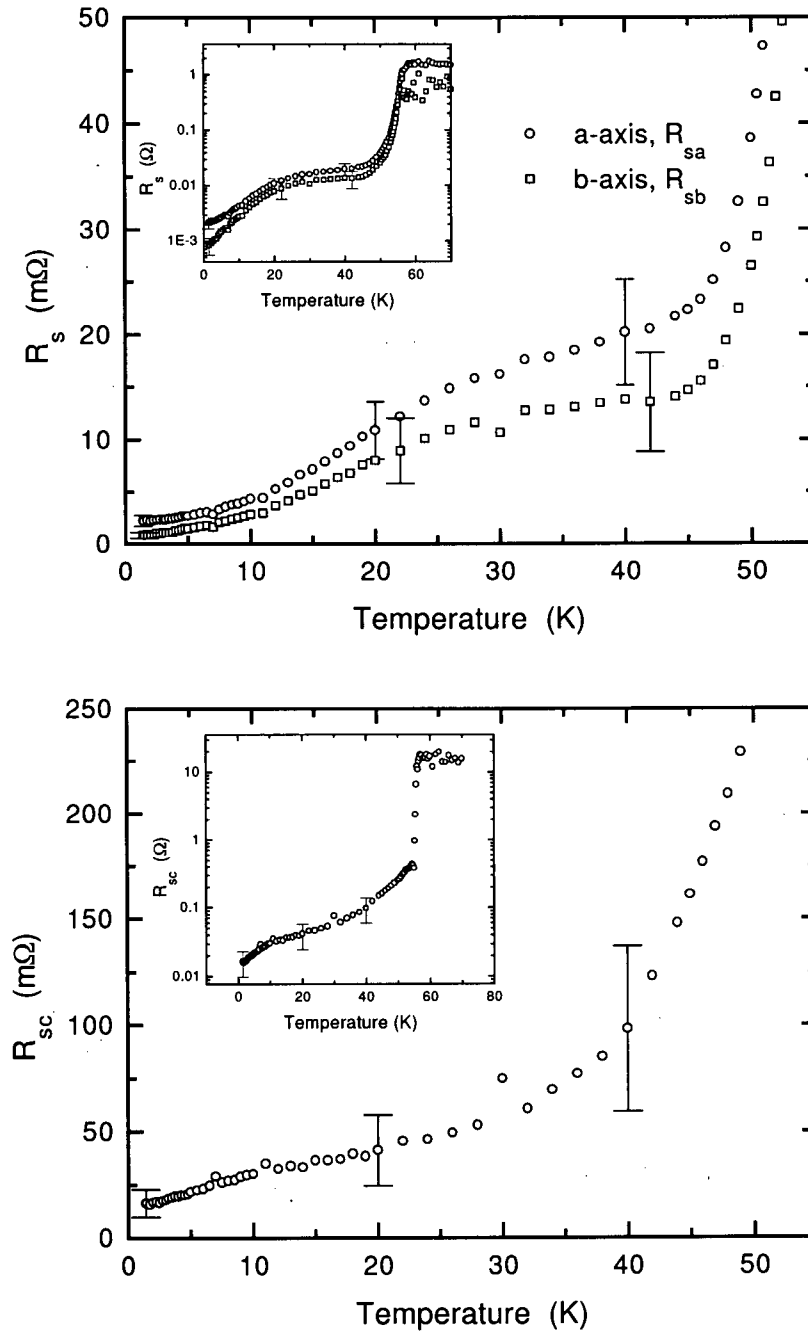 50
40
30
20
10
0
R_s (mΩ)
0 10 20 30 40 50
Temperature (K)
○ a-axis, R_sa
□ b-axis, R_sb
1
0.1
0.01
1E-3
R_s (Ω)
0 20 40 60
Temperature (K)
250
200
150
100
50
0
R_sc (mΩ)
0 10 20 30 40 50
Temperature (K)
10
1
0.1
0.01
R_sc (Ω)
0 20 40 60 80
Temperature (K)